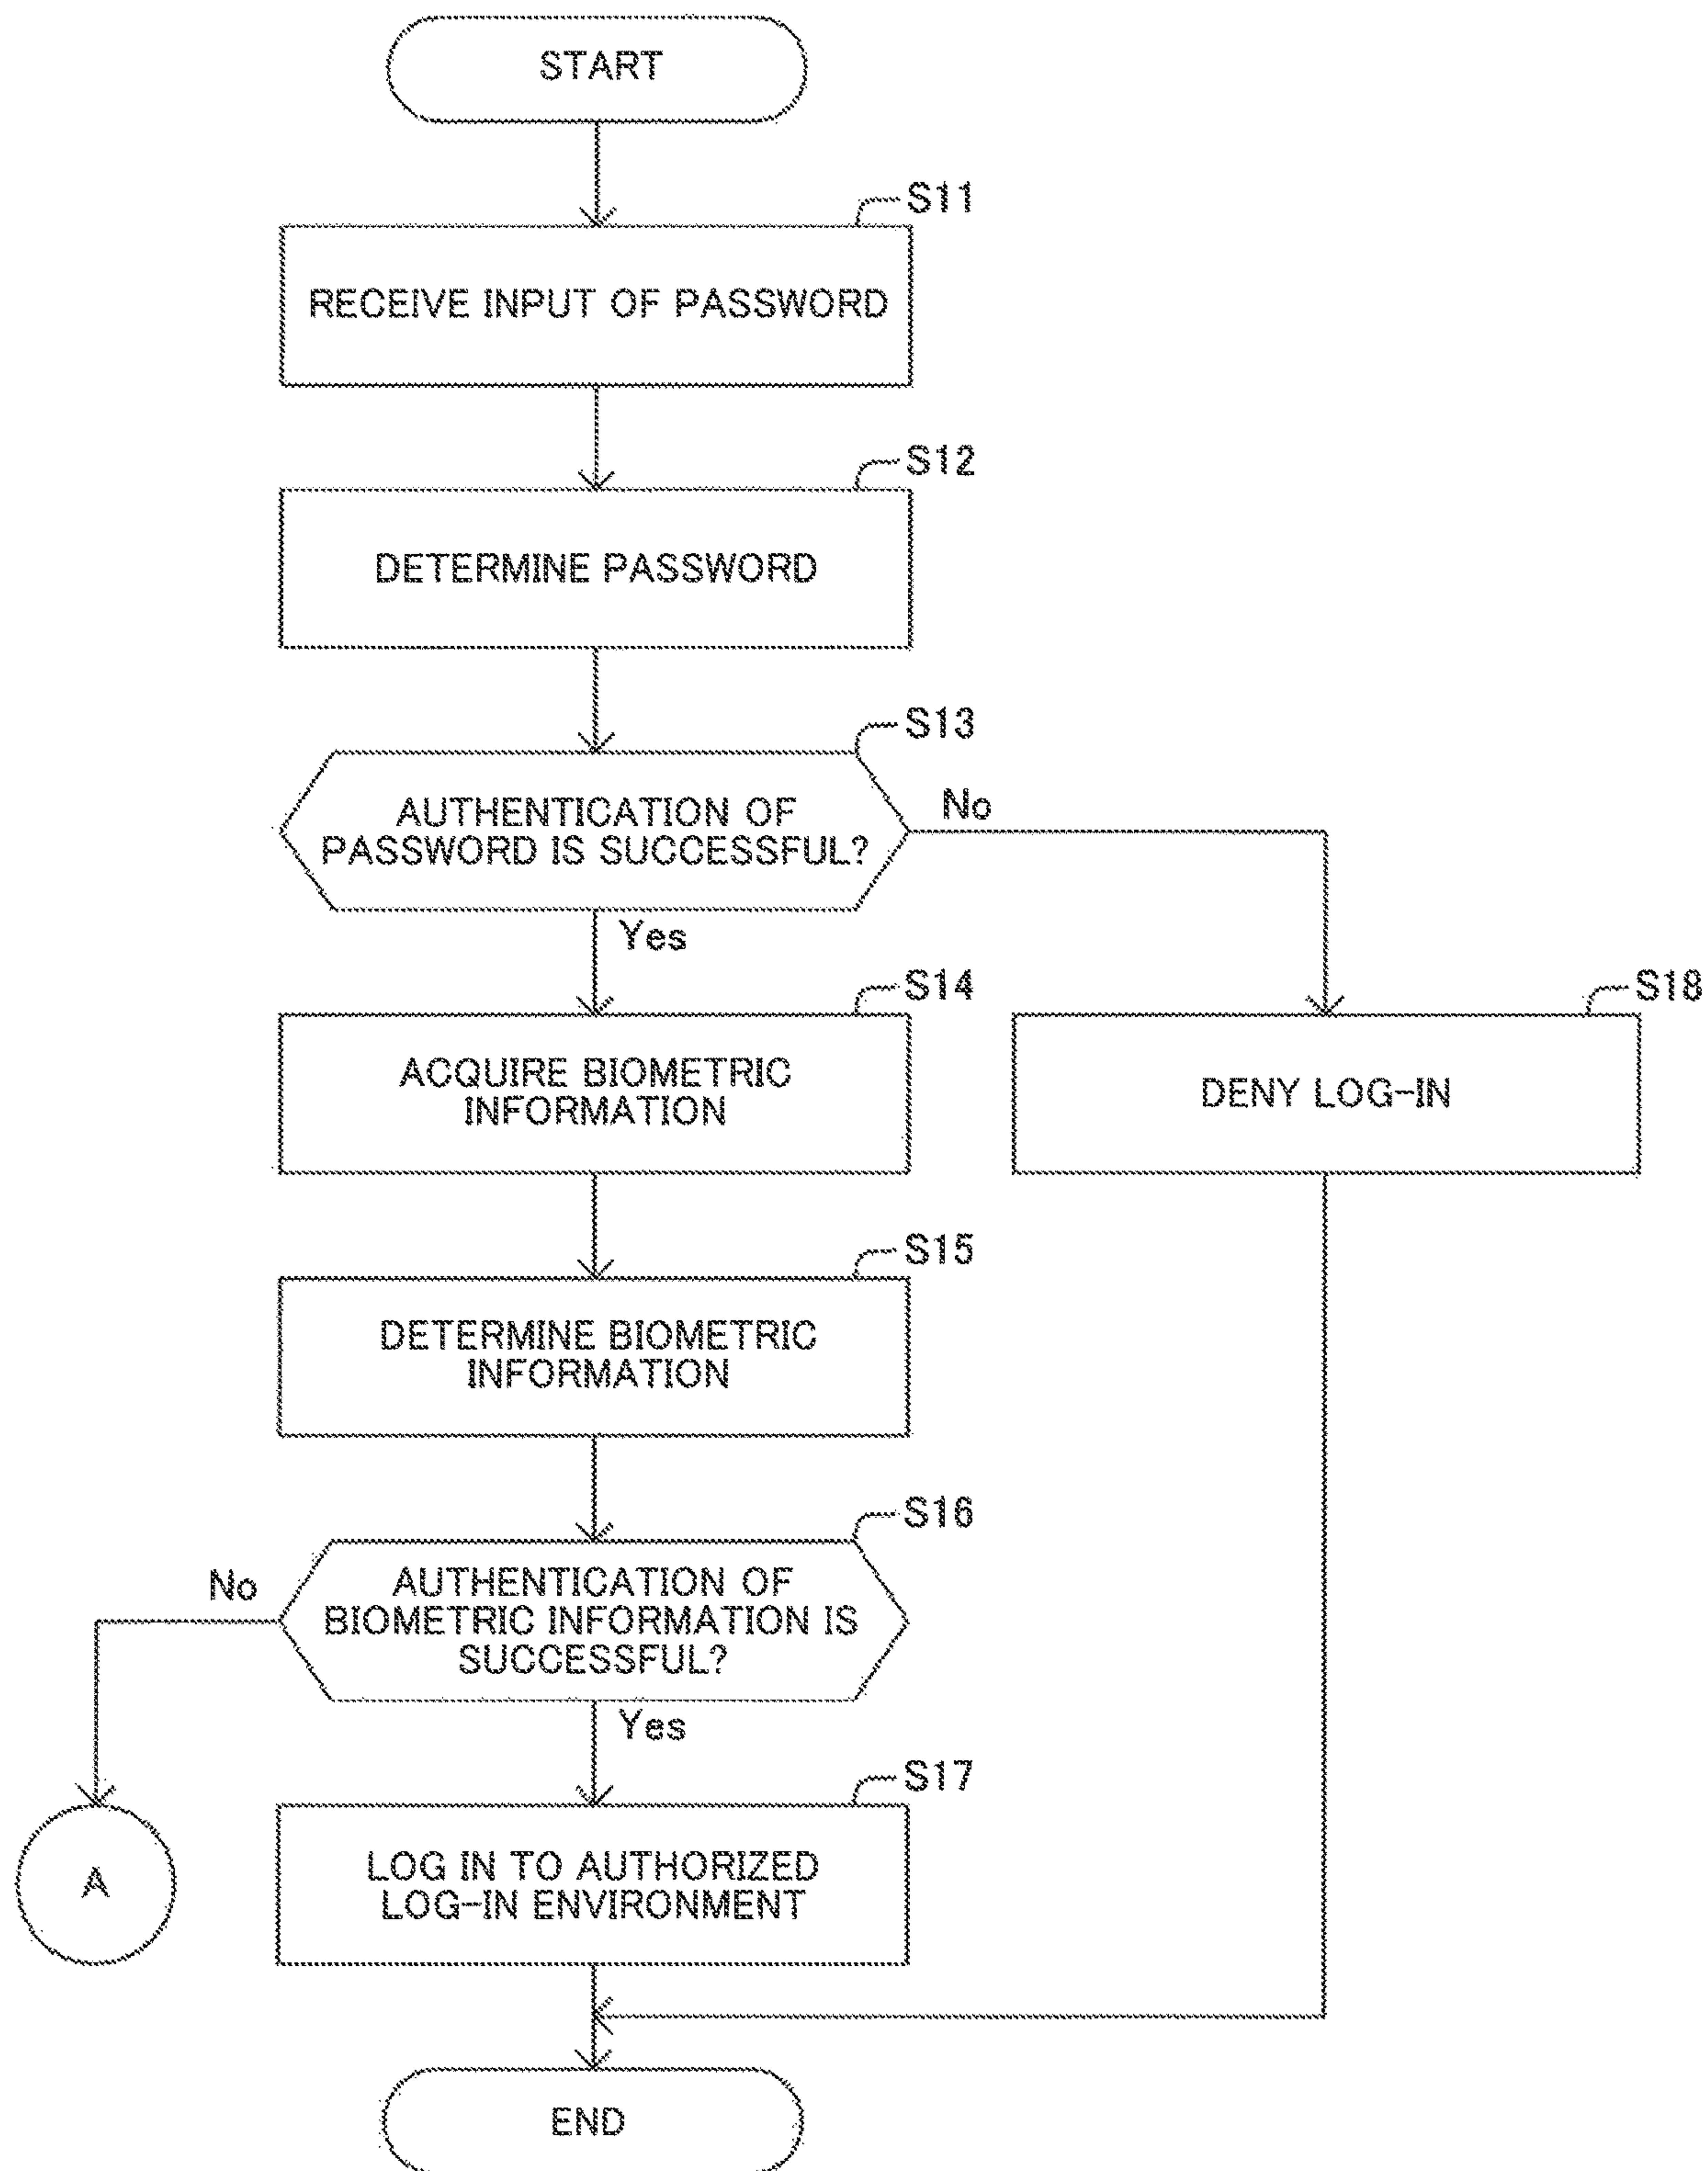 START
S11
RECEIVE INPUT OF PASSWORD
S12
DETERMINE PASSWORD
S13
AUTHENTICATION OF
PASSWORD IS SUCCESSFUL?
No
Yes
S14
ACQUIRE BIOMETRIC
INFORMATION
S18
DENY LOG-IN
S15
DETERMINE BIOMETRIC
INFORMATION
S16
AUTHENTICATION OF
BIOMETRIC INFORMATION IS
SUCCESSFUL?
No
Yes
A
S17
LOG IN TO AUTHORIZED
LOG-IN ENVIRONMENT
END